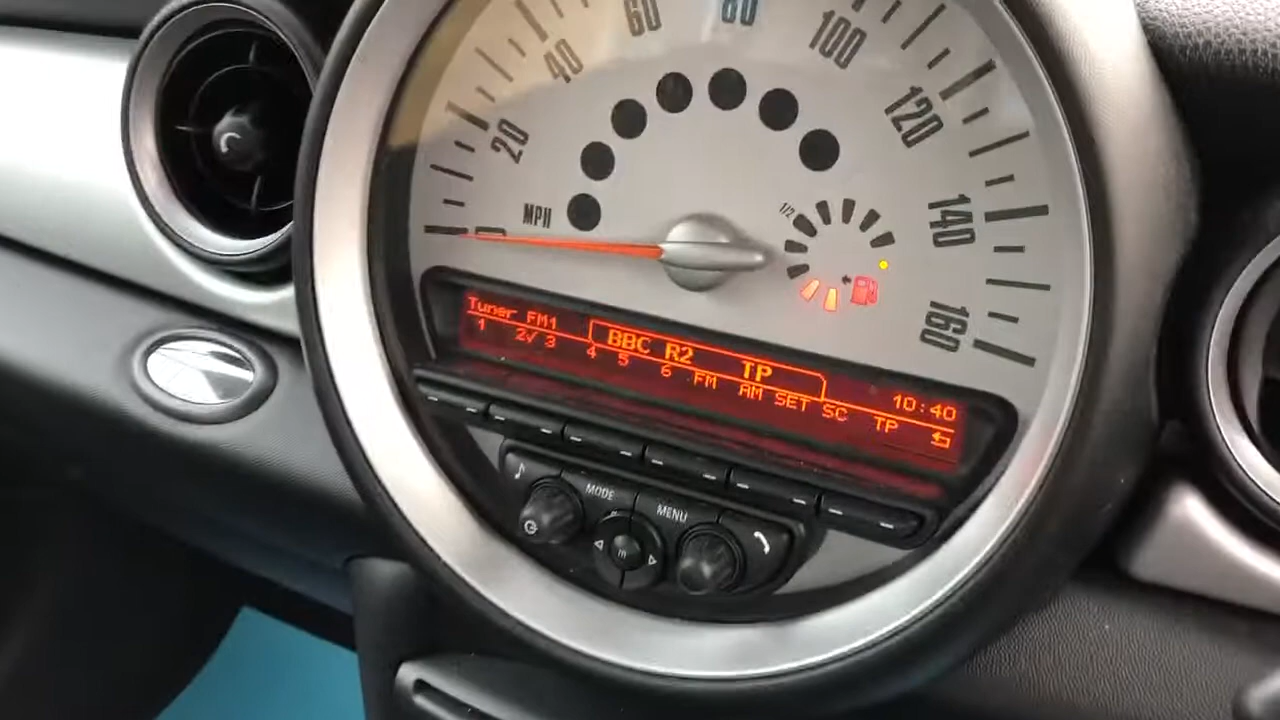 60 80 100
40 120
20 140
MPH 0 160
1/2
Tuner FM1 BBC R2 TP 10:40
1 2√ 3 4 5 6 FM AM SET SC TP
MODE MENU